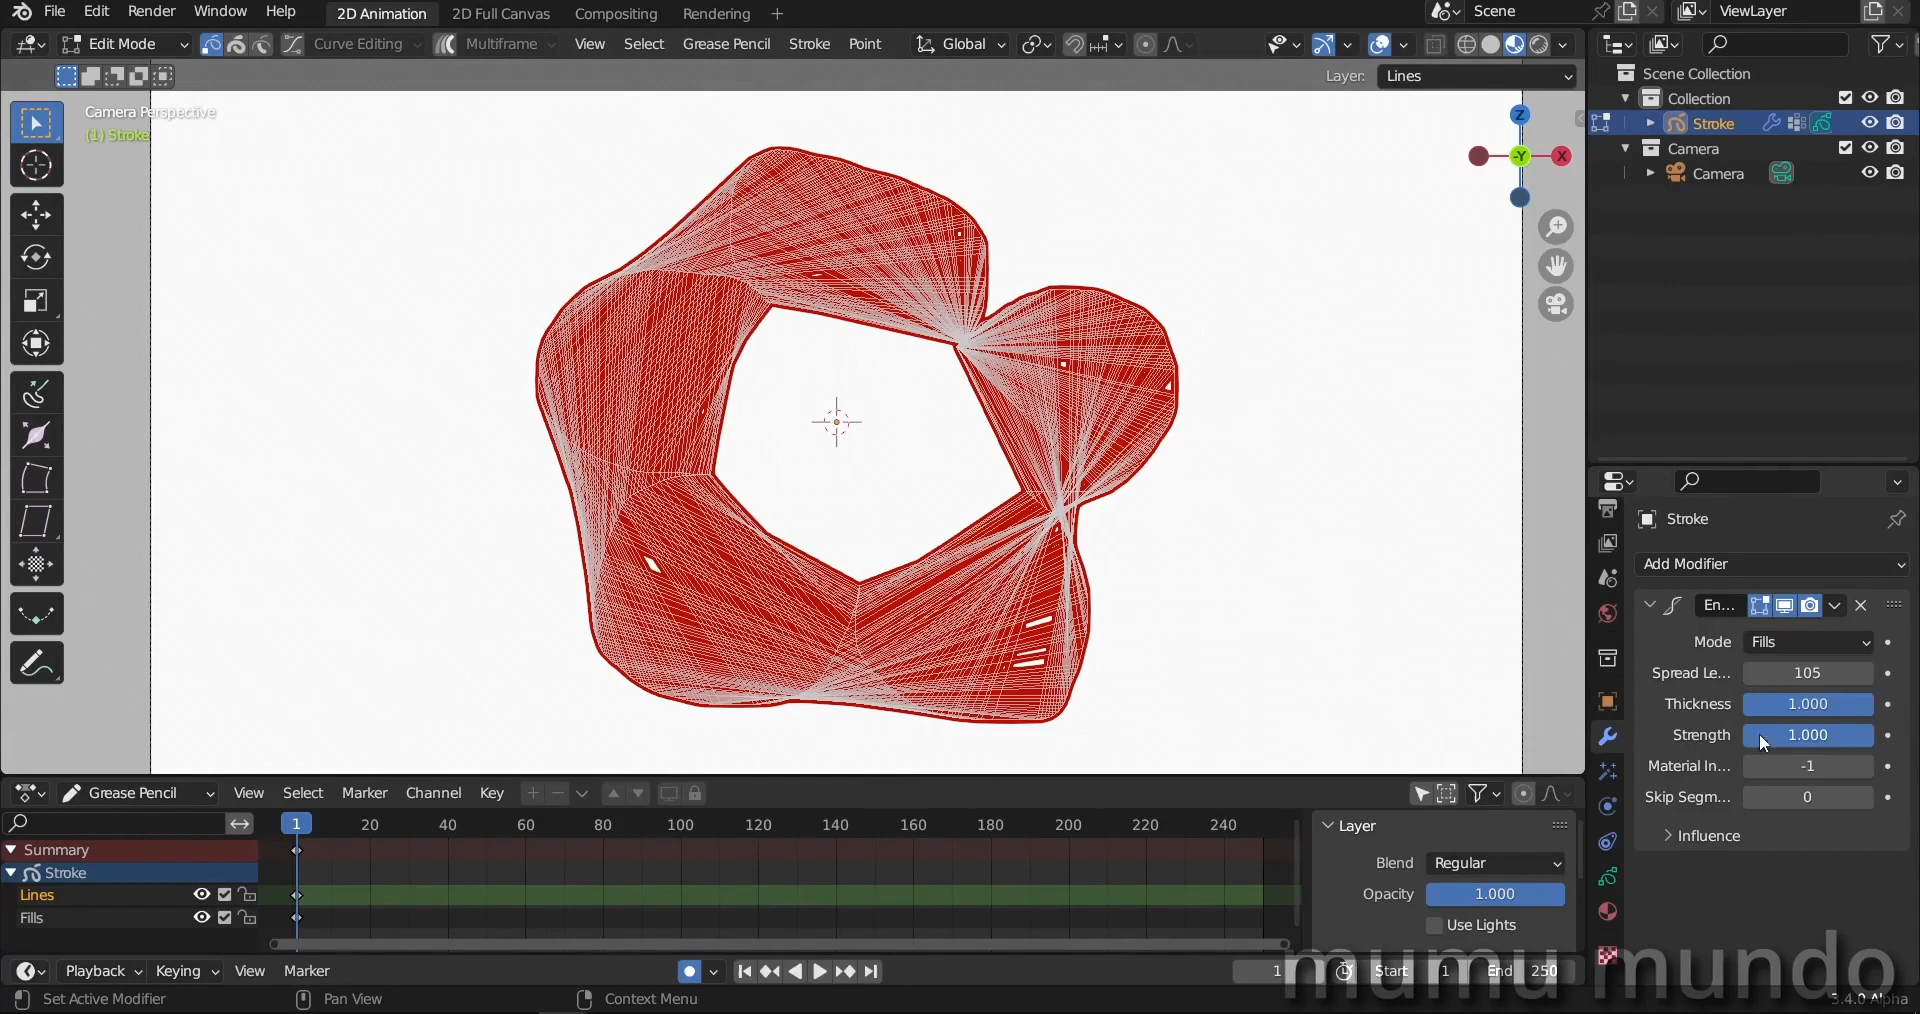 File Edit Render Window Help 2D Animation 2D Full Canvas Compositing Rendering + Scene ViewLayer
Edit Mode Curve Editing Multiframe View Select Grease Pencil Stroke Point Global
Layer: Lines
Camera Perspective
(1) Stroke
Z
-Y
X
Scene Collection
Collection
Stroke
Camera
Camera
Stroke
Add Modifier
En...
Mode Fills
Spread Le... 105
Thickness 1.000
Strength 1.000
Material In... -1
Skip Segm... 0
Influence
Grease Pencil View Select Marker Channel Key
1 20 40 60 80 100 120 140 160 180 200 220 240
Summary
Stroke
Lines
Fills
Layer
Blend Regular
Opacity 1.000
Use Lights
Playback Keying View Marker 1 Start 1 End 250
mumu mundo
Set Active Modifier Pan View Context Menu 3.4.0 Alpha